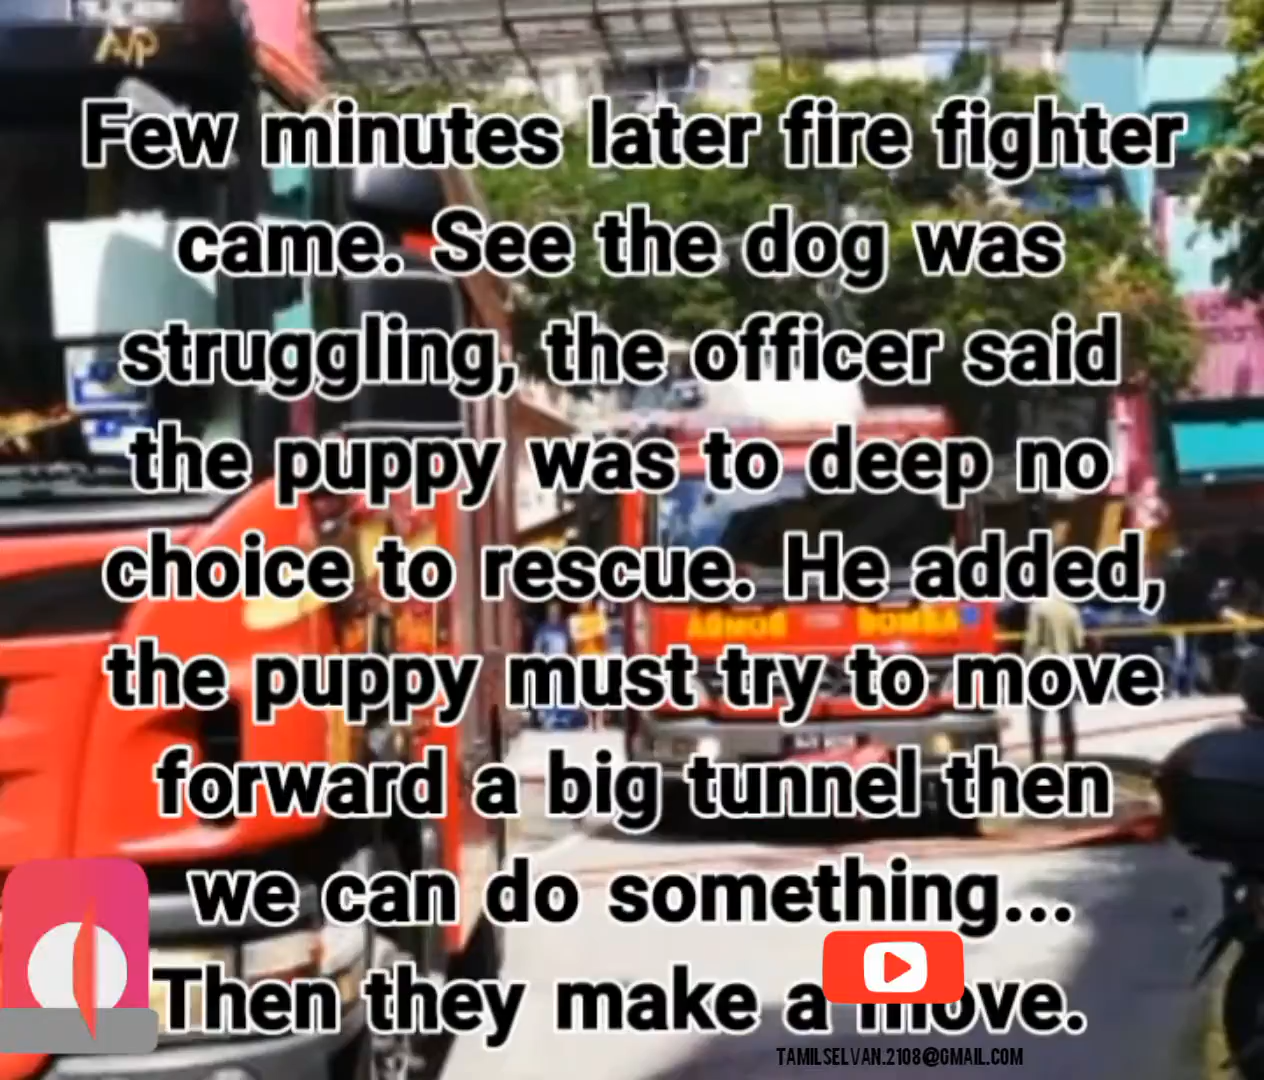 AVP
Few minutes later fire fighter
came. See the dog was
struggling, the officer said
the puppy was to deep no
choice to rescue. He added,
the puppy must try to move
forward a big tunnel then
we can do something...
Then they make a move.
BOMBA
TAMILSELVAN.2108@GMAIL.COM